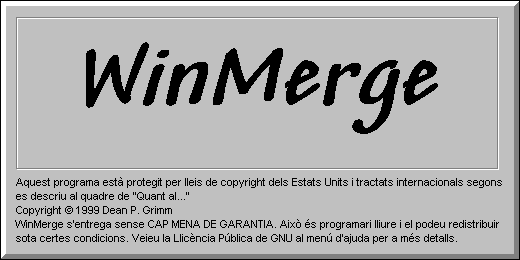 WinMerge
Aquest programa està protegit per lleis de copyright dels Estats Units i tractats internacionals segons
es descriu al quadre de "Quant al..."
Copyright © 1999 Dean P. Grimm
WinMerge s'entrega sense CAP MENA DE GARANTIA. Això és programari lliure i el podeu redistribuir
sota certes condicions. Veieu la Llicència Pública de GNU al menú d'ajuda per a més detalls.